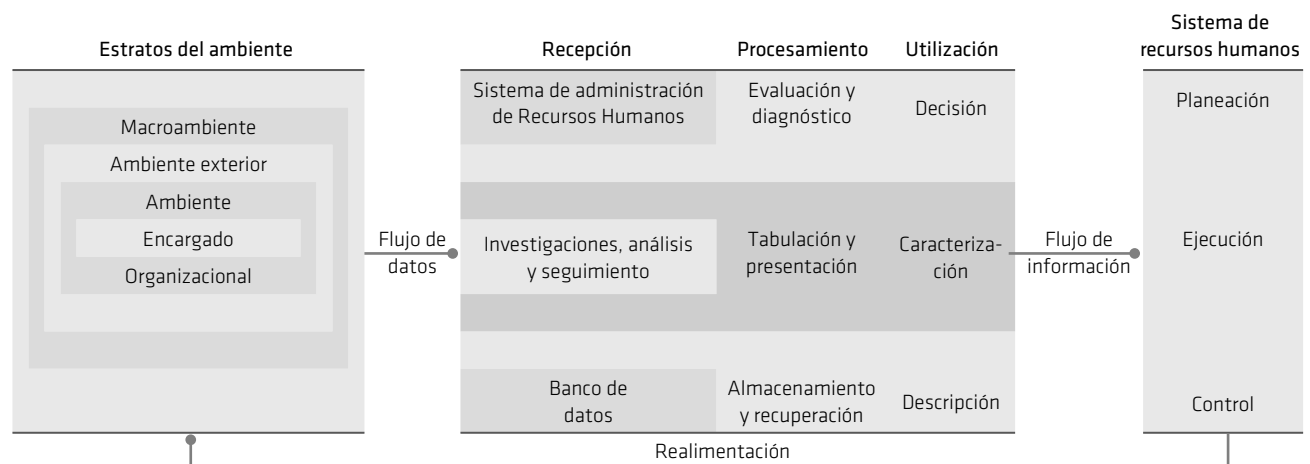 Estratos del ambiente
Macroambiente
Ambiente exterior
Ambiente
Encargado
Organizacional
Flujo de
datos
Recepción
Procesamiento
Utilización
Sistema de administración
de Recursos Humanos
Evaluación y
diagnóstico
Decisión
Investigaciones, análisis
y seguimiento
Tabulación y
presentación
Caracteriza-
ción
Banco de
datos
Almacenamiento
y recuperación
Descripción
Flujo de
información
Sistema de
recursos humanos
Planeación
Ejecución
Control
Realimentación